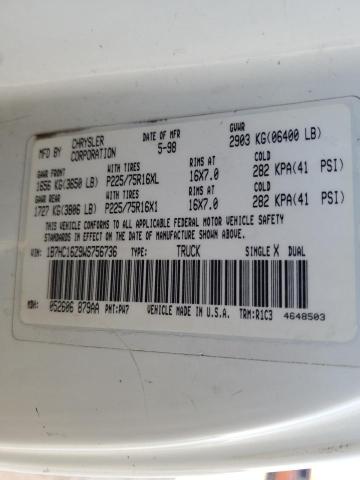 MFD BY CHRYSLER CORPORATION DATE OF MFR 5-98 GVWR 2903 KG(06400 LB)
GAWR FRONT WITH TIRES RIMS AT COLD
1656 KG(3650 LB) P225/75R16XL 16X7.0 282 KPA(41 PSI)
GAWR REAR WITH TIRES RIMS AT COLD
1727 KG(3806 LB) P225/75R16X1 16X7.0 282 KPA(41 PSI)
THIS VEHICLE CONFORMS TO ALL APPLICABLE FEDERAL MOTOR VEHICLE SAFETY
STANDARDS IN EFFECT ON THE DATE OF MANUFACTURE SHOWN ABOVE.
VIN: 1B7HC16Z9WS756736 TRUCK SINGLE X DUAL
MDH: 052606 879AA PNT:PW7 VEHICLE MADE IN U.S.A. TRM:R1C3 4648503